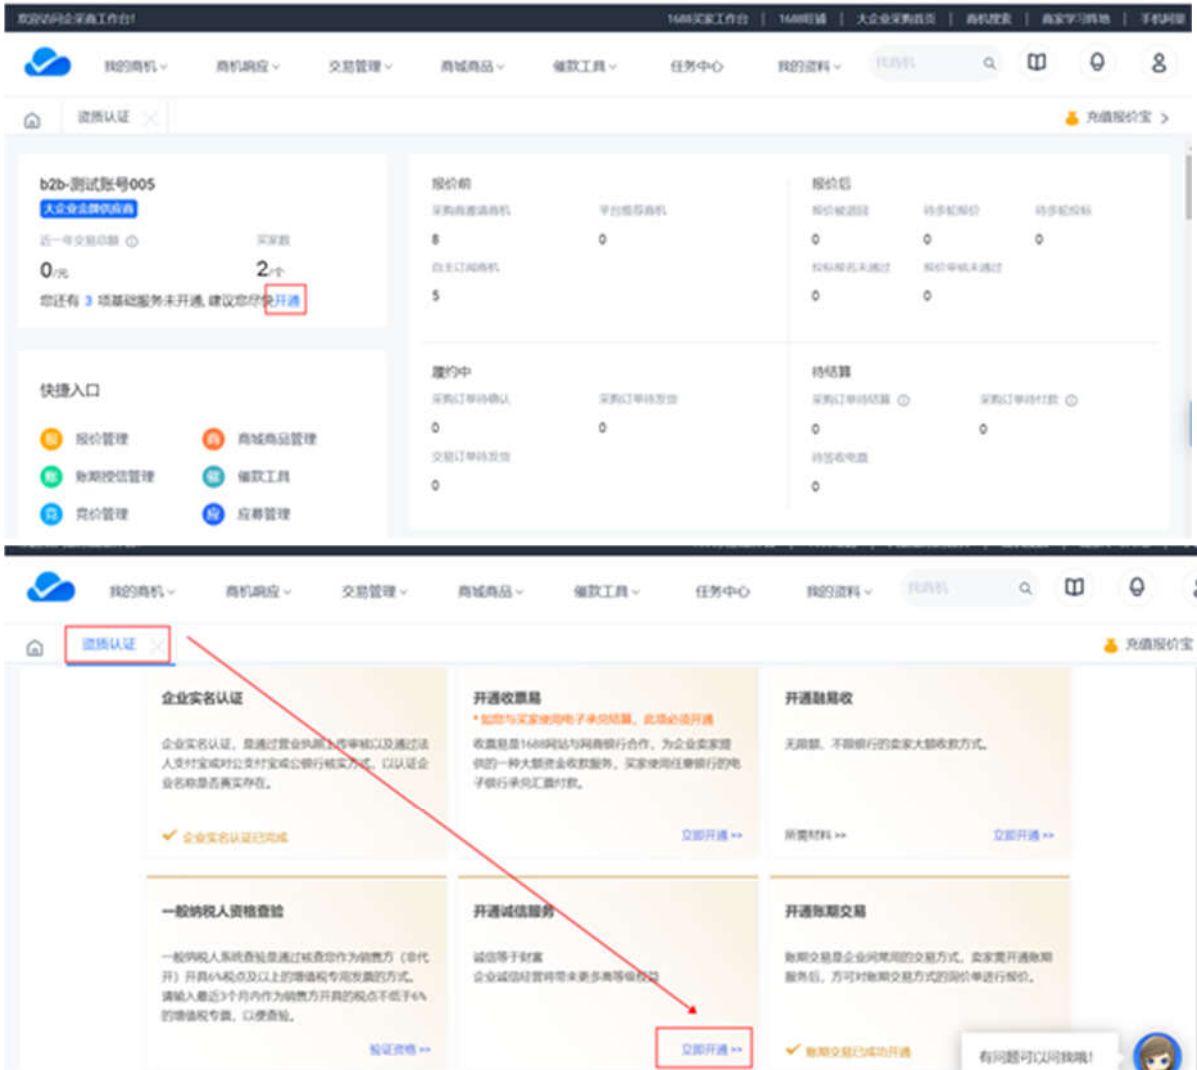 欢迎访问企采商工作台!
1688买家工作台 | 1688旺铺 | 大企业采购首页 | 商机搜索 | 商家学习阵地 | 手机阿里
我的商机 商机响应 交易管理 商城商品 催款工具 任务中心 我的资料 找商机
资质认证
充值报价宝 >
b2b-测试账号005
大企业金牌供应商
近一年交易总额 买家数
0/元 2/个
您还有 3 项基础服务未开通, 建议您尽快开通
报价前
采购商邀请商机 平台推荐商机
8 0
自主订阅商机
5
报价后
报价被退回 待多轮报价 待多轮投标
0 0 0
投标报名未通过 报价审核未通过
0 0
快捷入口
报 报价管理 商 商城商品管理
账 账期授信管理 催 催款工具
竞 竞价管理 应 应募管理
履约中
采购订单待确认 采购订单待发货
0 0
交易订单待发货
0
待结算
采购订单待结算 采购订单待付款
0 0
待签收电票
0
我的商机 商机响应 交易管理 商城商品 催款工具 任务中心 我的资料 找商机
资质认证
充值报价宝
企业实名认证
企业实名认证，是通过营业执照上传审核以及通过法
人支付宝或对公支付宝或公银行核实方式，以认证企
业名称是否真实存在。
企业实名认证已完成
开通收票易
*如您与买家使用电子承兑结算，此项必须开通
收票易是1688网站与网商银行合作，为企业卖家提
供的一种大额资金收款服务，买家使用任意银行的电
子银行承兑汇票付款。
立即开通 >>
开通融易收
无限额、不限银行的卖家大额收款方式。
所需材料 >> 立即开通 >>
一般纳税人资格查验
一般纳税人系统查验是通过核查您作为销售方（非代
开）开具6%税点及以上的增值税专用发票的方式。
请输入最近3个月内作为销售方开具的税点不低于6%
的增值税专票，以便查验。
验证资格 >>
开通诚信服务
诚信等于财富
企业诚信经营将带来更多商等级权益
立即开通 >>
开通账期交易
账期交易是企业间常用的交易方式，卖家需开通账期
服务后，方可对账期交易方式的询价单进行报价。
账期交易已成功开通
有问题可以问我哦!